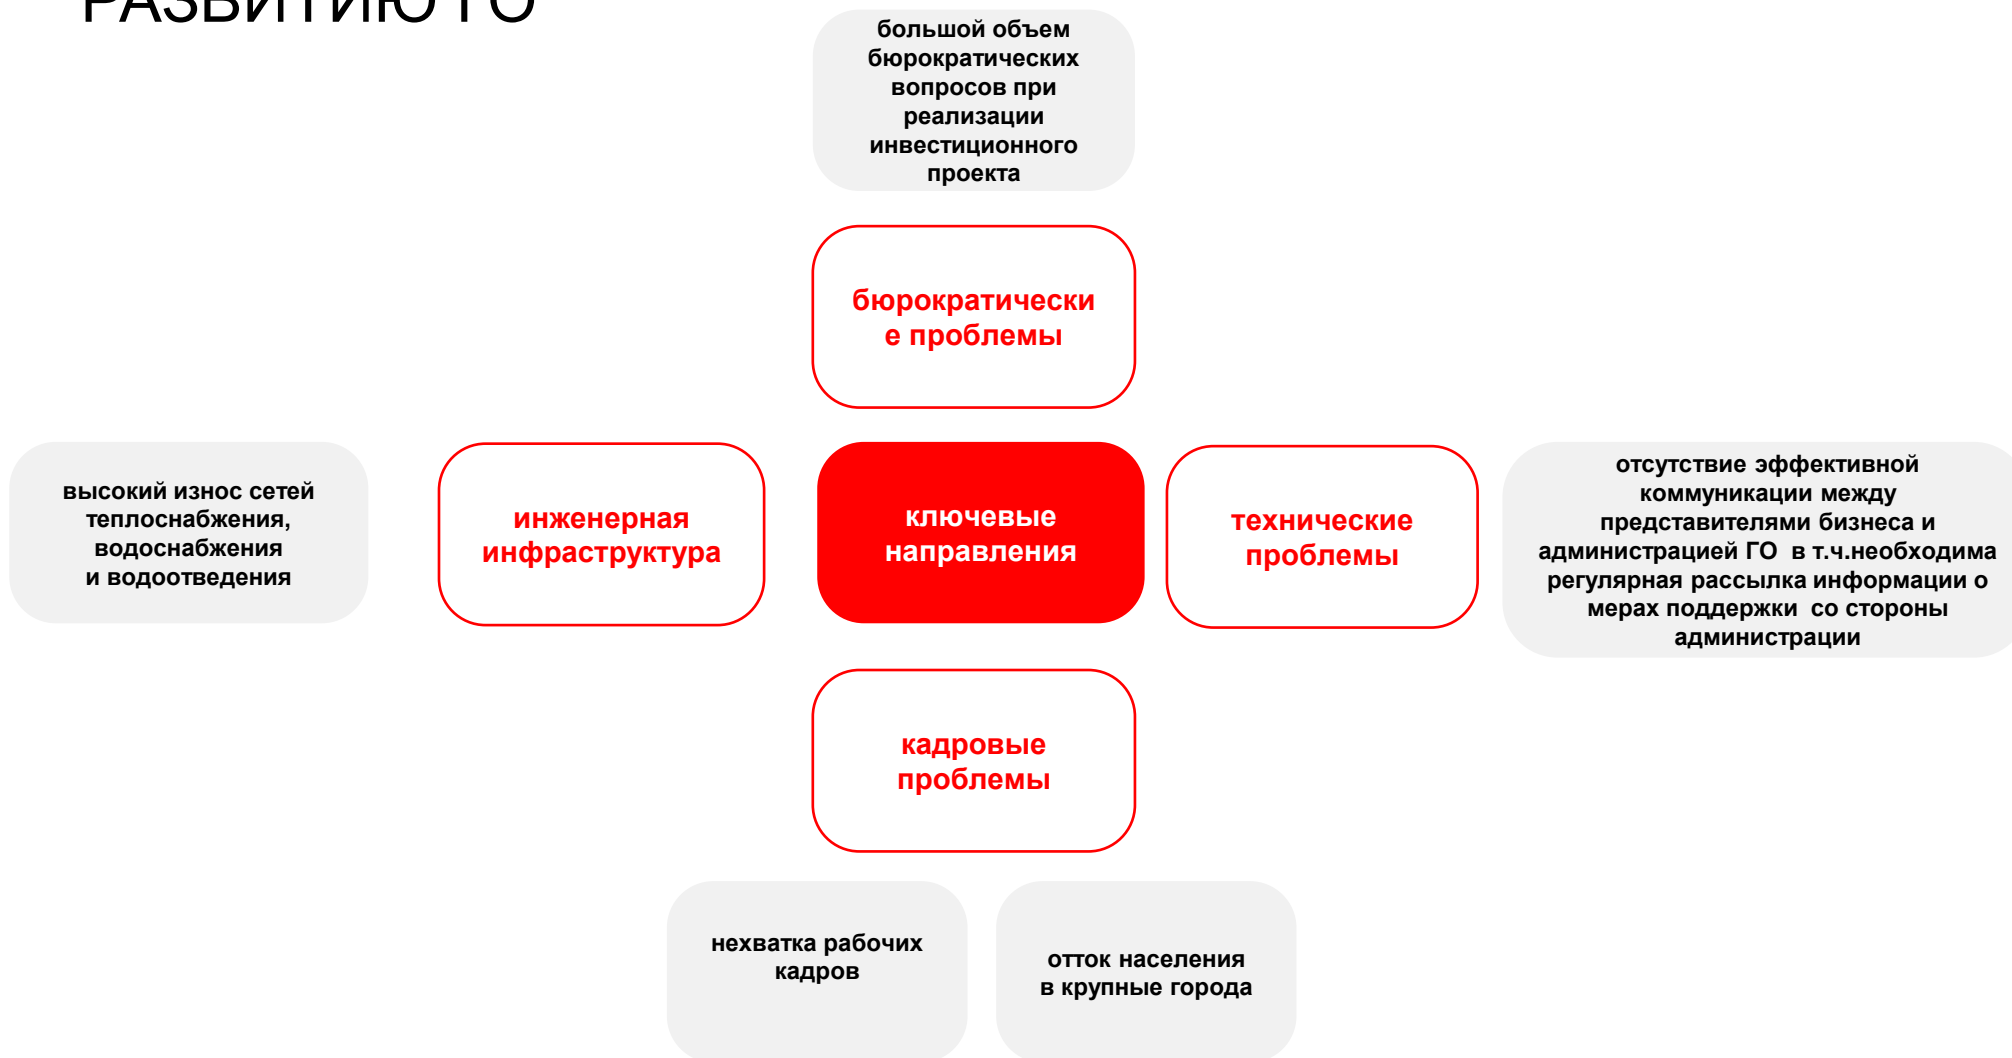 РАЗВИТИЮ ГО
большой объем
бюрократических
вопросов при
реализации
инвестиционного
проекта
бюрократически
е проблемы
высокий износ сетей
теплоснабжения,
водоснабжения
и водоотведения
инженерная
инфраструктура
ключевые
направления
технические
проблемы
отсутствие эффективной
коммуникации между
представителями бизнеса и
администрацией ГО  в т.ч.необходима
регулярная рассылка информации о
мерах поддержки  со стороны
администрации
кадровые
проблемы
нехватка рабочих
кадров
отток населения
в крупные города